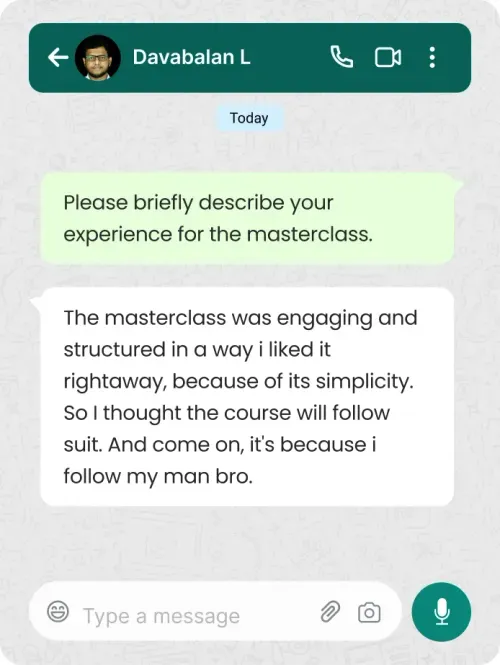 Davabalan L
Today
Please briefly describe your
experience for the masterclass.
The masterclass was engaging and
structured in a way i liked it
rightaway, because of its simplicity.
So I thought the course will follow
suit. And come on, it's because i
follow my man bro.
Type a message